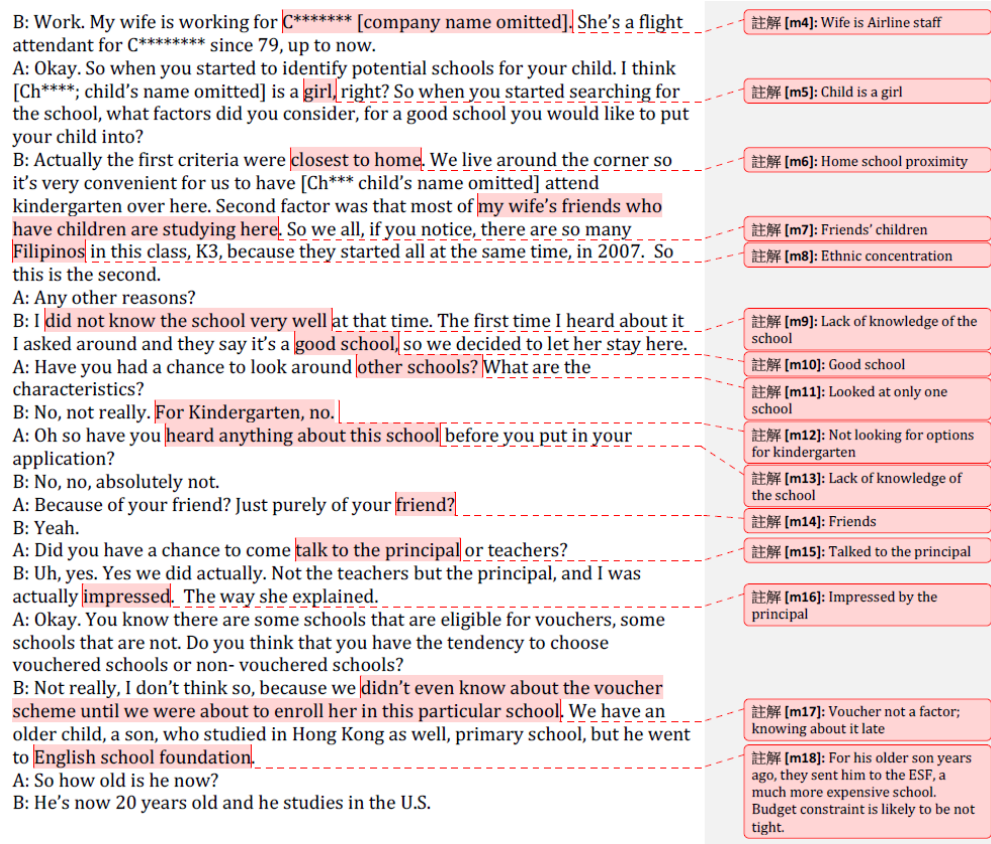 B: Work. My wife is working for C******* [company name omitted]. She's a flight
attendant for C******** since 79, up to now.
A: Okay. So when you started to identify potential schools for your child. I think
[Ch****; child's name omitted] is a girl, right? So when you started searching for
the school, what factors did you consider, for a good school you would like to put
your child into?
B: Actually the first criteria were closest to home. We live around the corner so
it's very convenient for us to have [Ch*** child's name omitted] attend
kindergarten over here. Second factor was that most of my wife's friends who
have children are studying here. So we all, if you notice, there are so many
Filipinos in this class, K3, because they started all at the same time, in 2007.  So
this is the second.
A: Any other reasons?
B: I did not know the school very well at that time. The first time I heard about it
I asked around and they say it's a good school, so we decided to let her stay here.
A: Have you had a chance to look around other schools? What are the
characteristics?
B: No, not really. For Kindergarten, no.
A: Oh so have you heard anything about this school before you put in your
application?
B: No, no, absolutely not.
A: Because of your friend? Just purely of your friend?
B: Yeah.
A: Did you have a chance to come talk to the principal or teachers?
B: Uh, yes. Yes we did actually. Not the teachers but the principal, and I was
actually impressed.  The way she explained.
A: Okay. You know there are some schools that are eligible for vouchers, some
schools that are not. Do you think that you have the tendency to choose
vouchered schools or non- vouchered schools?
B: Not really, I don't think so, because we didn't even know about the voucher
scheme until we were about to enroll her in this particular school. We have an
older child, a son, who studied in Hong Kong as well, primary school, but he went
to English school foundation.
A: So how old is he now?
B: He's now 20 years old and he studies in the U.S.
註解 [m4]: Wife is Airline staff
註解 [m5]: Child is a girl
註解 [m6]: Home school proximity
註解 [m7]: Friends' children
註解 [m8]: Ethnic concentration
註解 [m9]: Lack of knowledge of the
school
註解 [m10]: Good school
註解 [m11]: Looked at only one
school
註解 [m12]: Not looking for options
for kindergarten
註解 [m13]: Lack of knowledge of
the school
註解 [m14]: Friends
註解 [m15]: Talked to the principal
註解 [m16]: Impressed by the
principal
註解 [m17]: Voucher not a factor;
knowing about it late
註解 [m18]: For his older son years
ago, they sent him to the ESF, a
much more expensive school.
Budget constraint is likely to be not
tight.